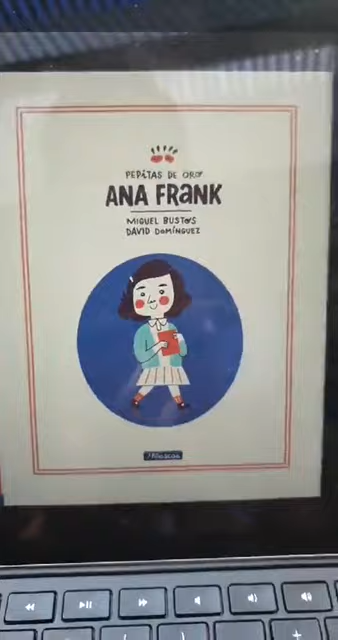 PEPITAS DE ORO
ANA FRANK
MIGUEL BUSTOS
DAVID DOMÍNGUEZ